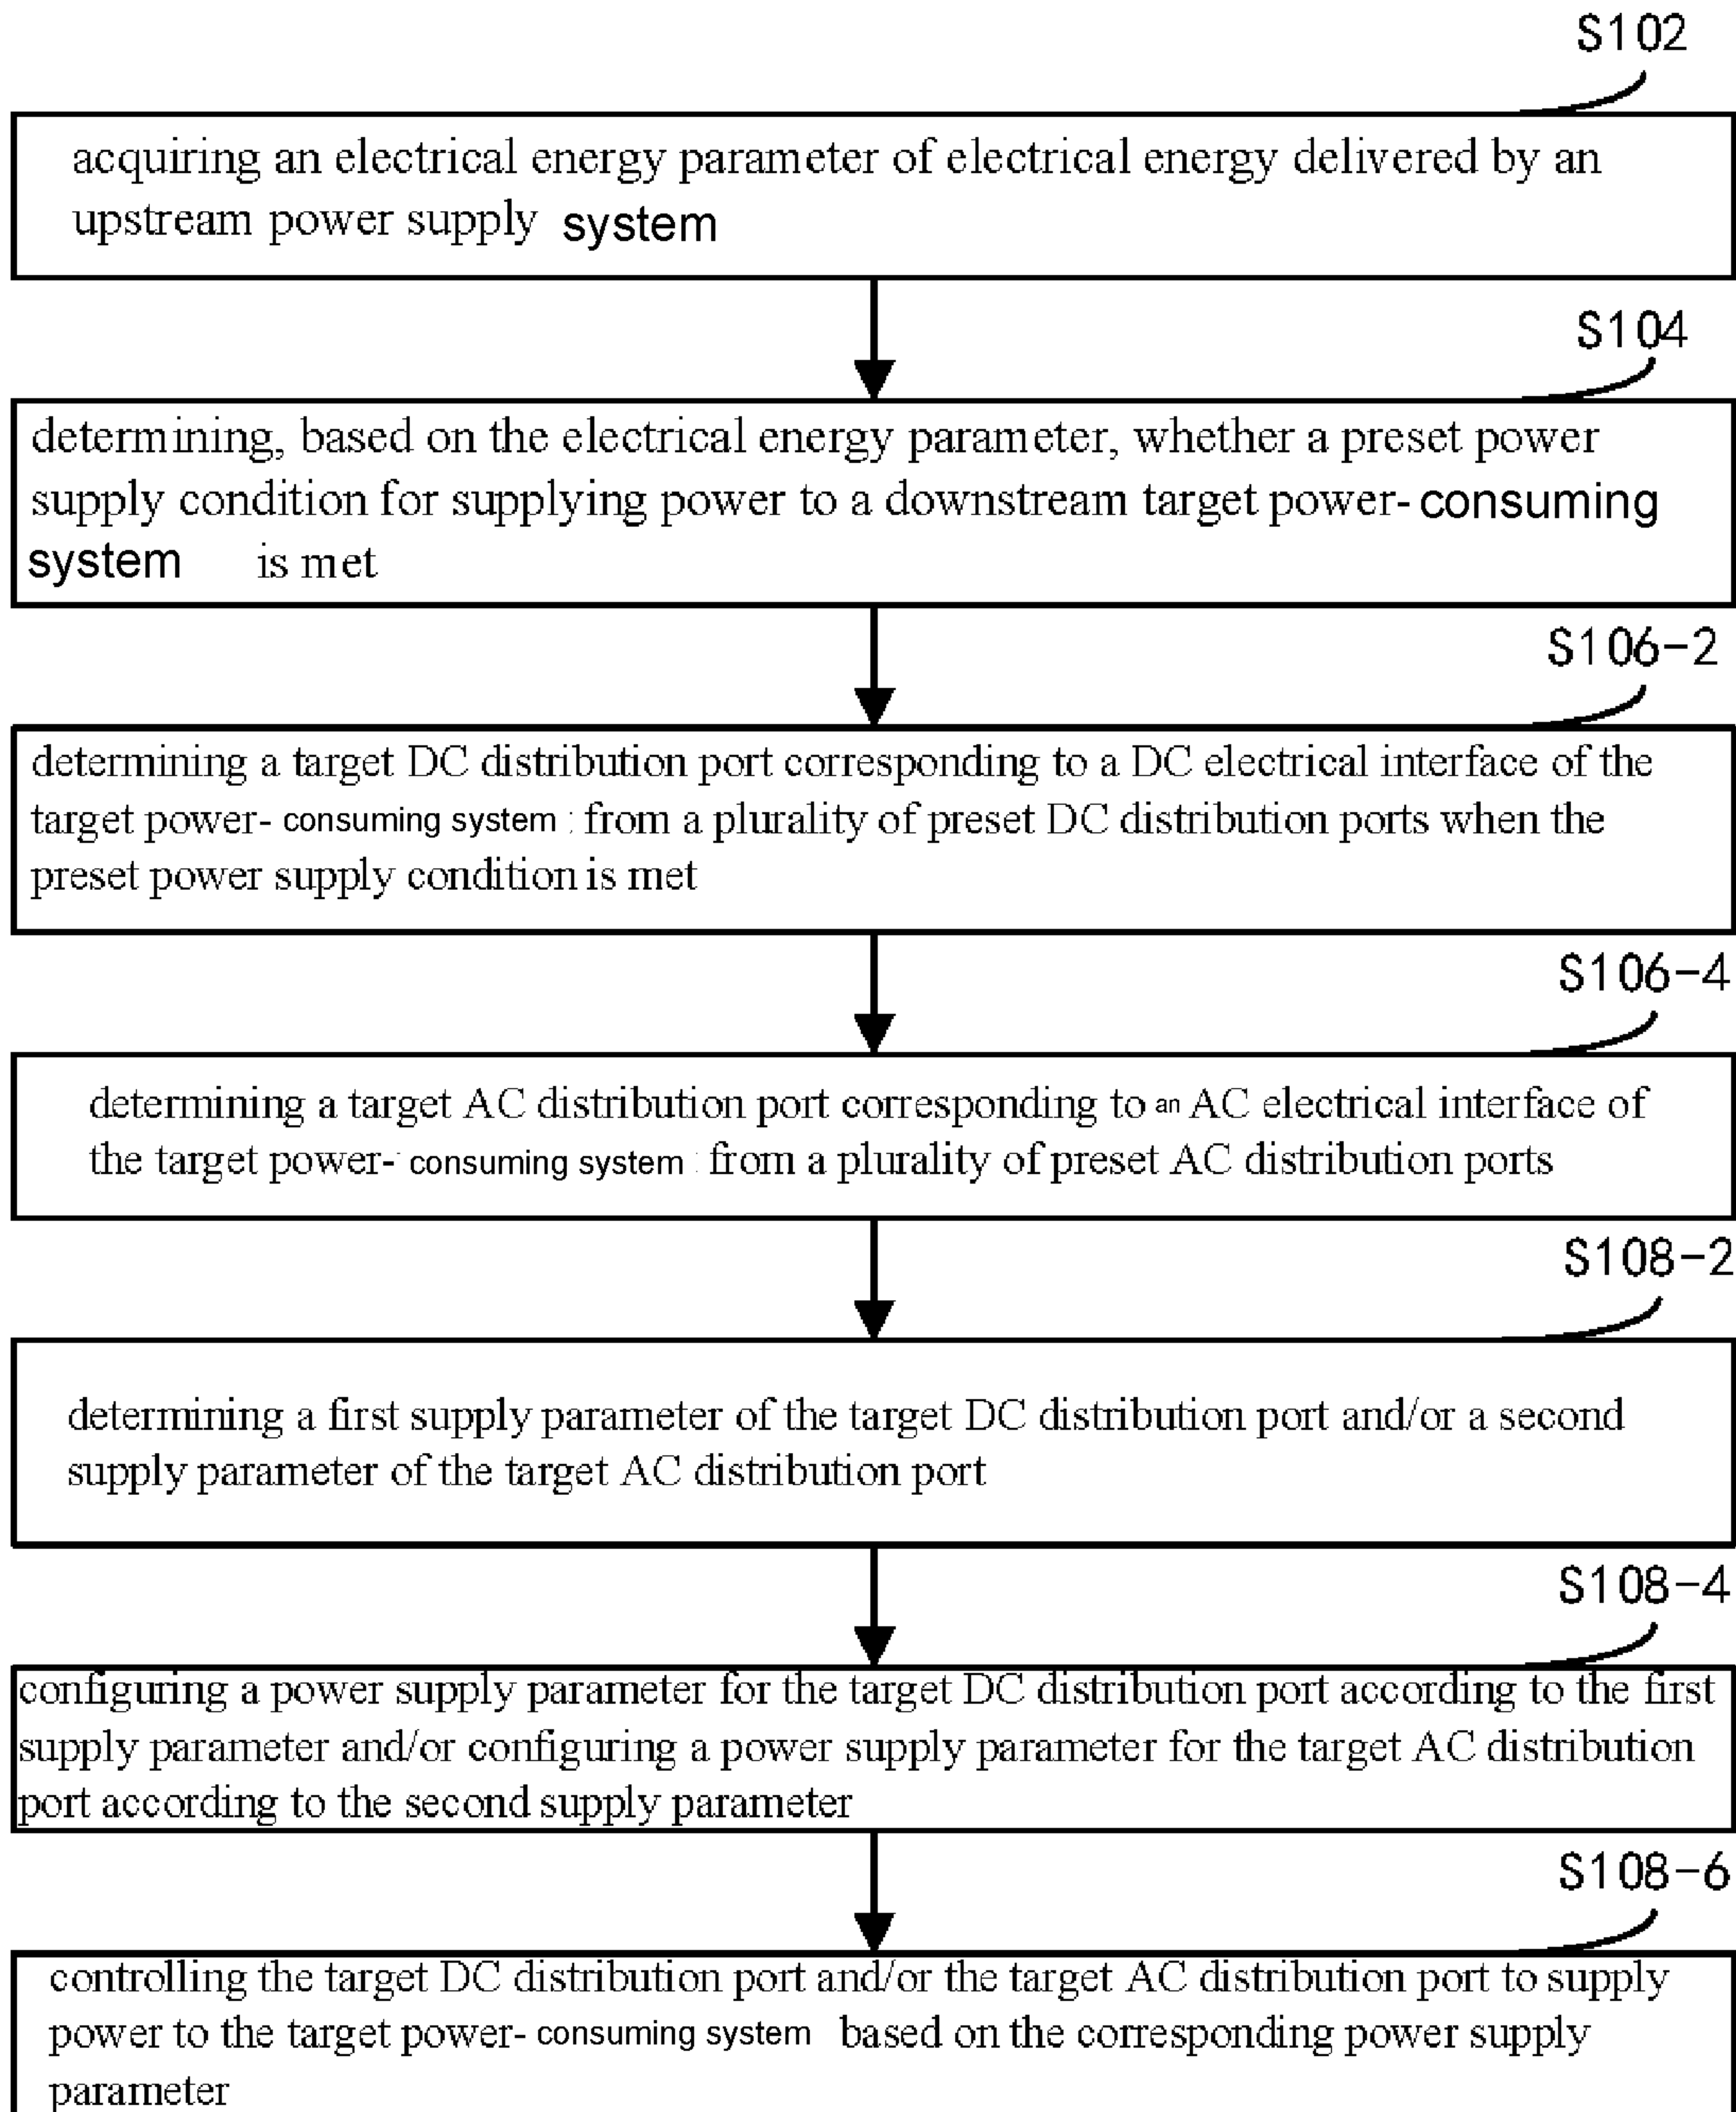 S102
acquiring an electrical energy parameter of electrical energy delivered by an
upstream power supply system
S104
determining, based on the electrical energy parameter, whether a preset power
supply condition for supplying power to a downstream target power- consuming
system is met
S106-2
determining a target DC distribution port corresponding to a DC electrical interface of the
target power- consuming system from a plurality of preset DC distribution ports when the
preset power supply condition is met
S106-4
determining a target AC distribution port corresponding to an AC electrical interface of
the target power- consuming system from a plurality of preset AC distribution ports
S108-2
determining a first supply parameter of the target DC distribution port and/or a second
supply parameter of the target AC distribution port
S108-4
configuring a power supply parameter for the target DC distribution port according to the first
supply parameter and/or configuring a power supply parameter for the target AC distribution
port according to the second supply parameter
S108-6
controlling the target DC distribution port and/or the target AC distribution port to supply
power to the target power- consuming system based on the corresponding power supply
parameter